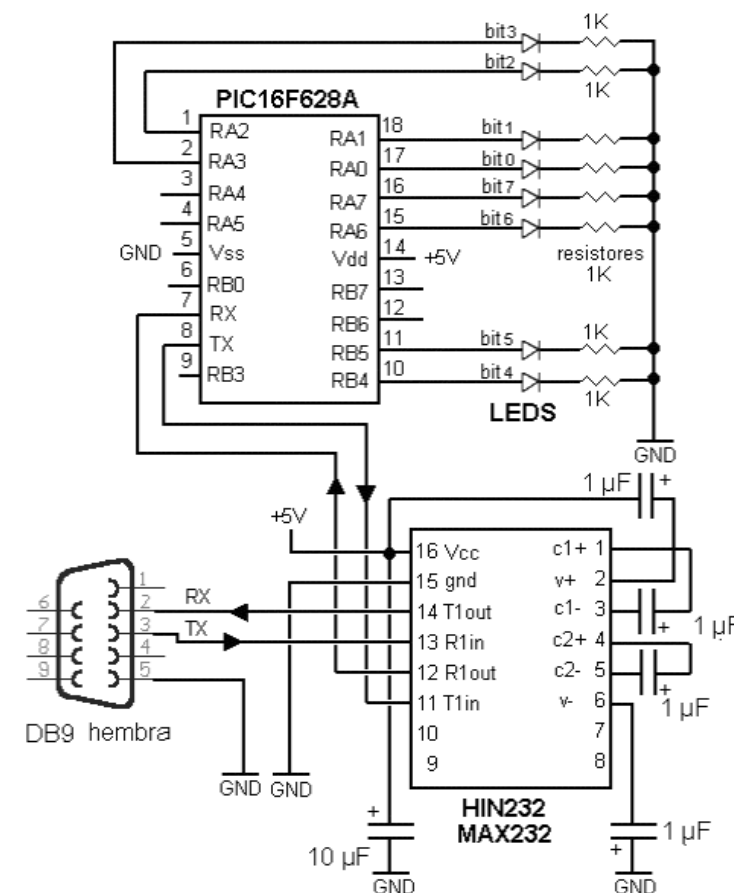 bit3 1K
bit2
1K
PIC16F628A
1 RA2 RA1 18 bit1
2 RA3 RA0 17 bit0
3 RA4 RA7 16 bit7
4 RA5 RA6 15 bit6
GND 5 Vss Vdd 14 +5V
resistores
1K
6 RB0 RB7 13
7 RX RB6 12
8 TX RB5 11 bit5 1K
9 RB3 RB4 10 bit4
1K
LEDS
GND
1 µF +
+5V
16 Vcc c1+ 1
15 gnd v+ 2
14 T1out c1- 3
13 R1in c2+ 4
12 R1out c2- 5
11 T1in v- 6
10 7
9 8
+ 1 µF
+ 1 µF
1
6 2 RX
7 3 TX
8 4
9 5
DB9 hembra
GND GND
HIN232
MAX232
+
10 µF
GND
1 µF
+
GND